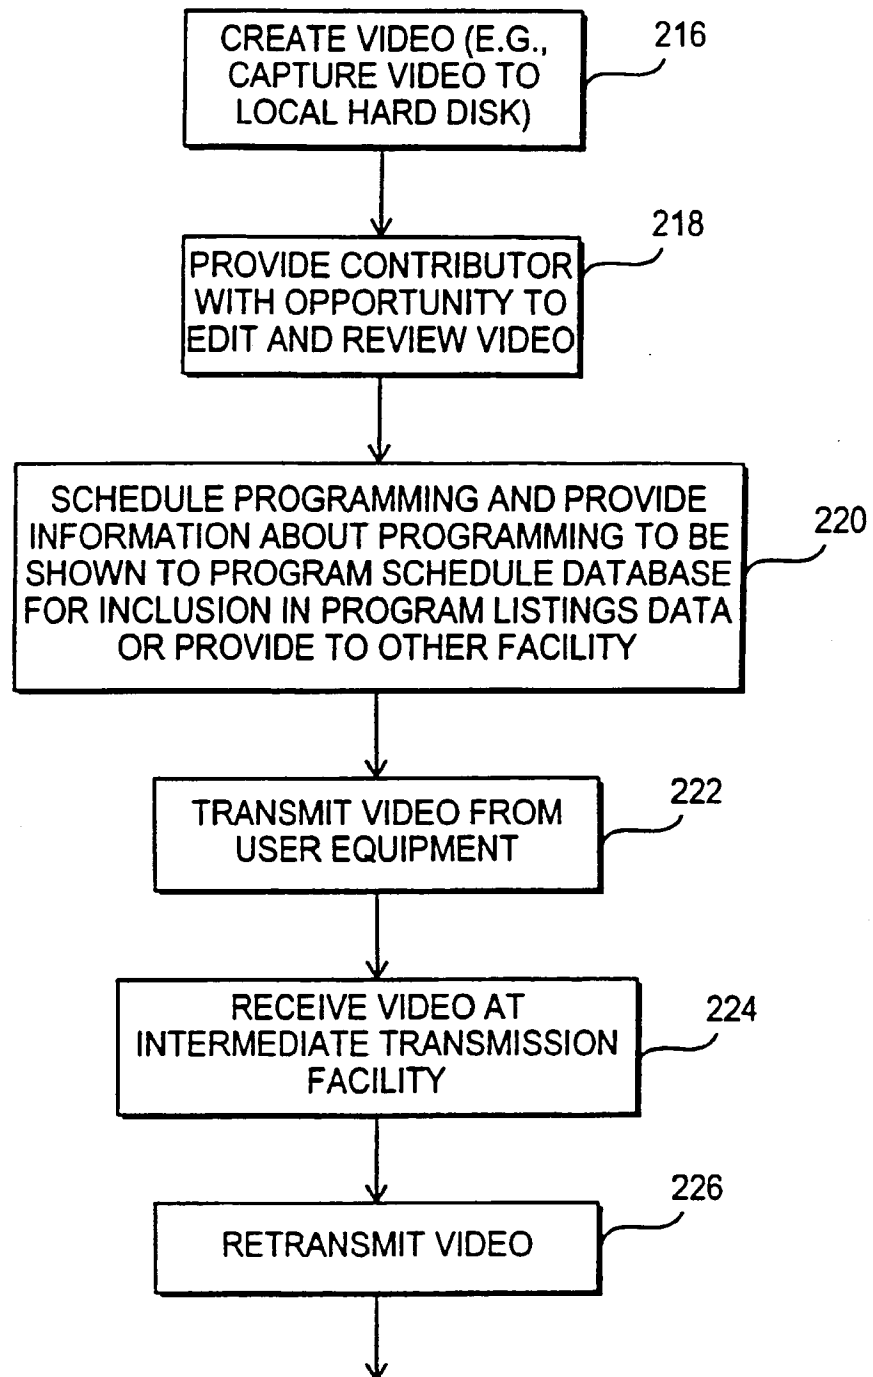 CREATE VIDEO (E.G.,
CAPTURE VIDEO TO
LOCAL HARD DISK)
216
PROVIDE CONTRIBUTOR
WITH OPPORTUNITY TO
EDIT AND REVIEW VIDEO
218
SCHEDULE PROGRAMMING AND PROVIDE
INFORMATION ABOUT PROGRAMMING TO BE
SHOWN TO PROGRAM SCHEDULE DATABASE
FOR INCLUSION IN PROGRAM LISTINGS DATA
OR PROVIDE TO OTHER FACILITY
220
TRANSMIT VIDEO FROM
USER EQUIPMENT
222
RECEIVE VIDEO AT
INTERMEDIATE TRANSMISSION
FACILITY
224
RETRANSMIT VIDEO
226